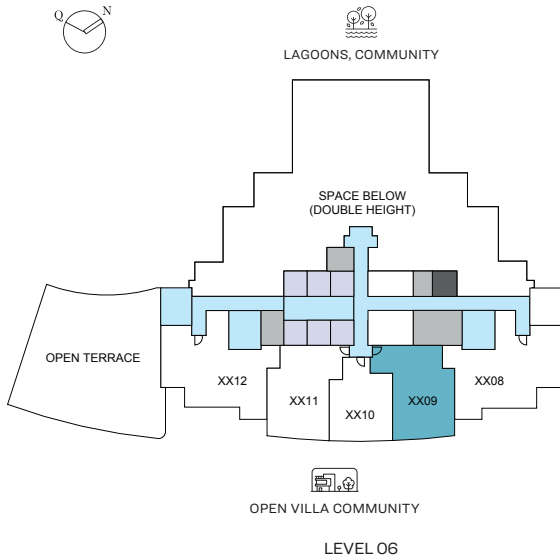 Q N
LAGOONS, COMMUNITY
SPACE BELOW
(DOUBLE HEIGHT)
OPEN TERRACE
XX12
XX11
XX10
XX09
XX08
OPEN VILLA COMMUNITY
LEVEL 06